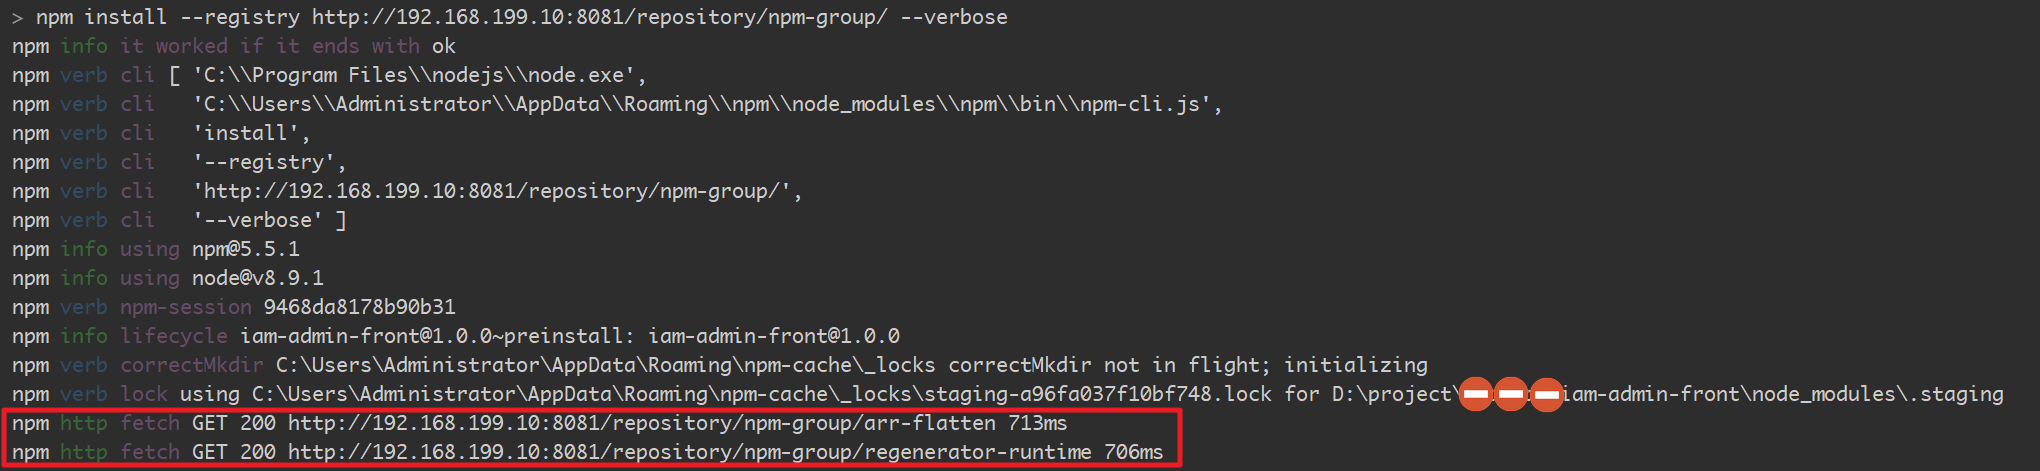 > npm install --registry http://192.168.199.10:8081/repository/npm-group/ --verbose
npm info it worked if it ends with ok
npm verb cli [ 'C:\\Program Files\\nodejs\\node.exe',
npm verb cli   'C:\\Users\\Administrator\\AppData\\Roaming\\npm\\node_modules\\npm\\bin\\npm-cli.js',
npm verb cli   'install',
npm verb cli   '--registry',
npm verb cli   'http://192.168.199.10:8081/repository/npm-group/',
npm verb cli   '--verbose' ]
npm info using npm@5.5.1
npm info using node@v8.9.1
npm verb npm-session 9468da8178b90b31
npm info lifecycle iam-admin-front@1.0.0~preinstall: iam-admin-front@1.0.0
npm verb correctMkdir C:\Users\Administrator\AppData\Roaming\npm-cache\_locks correctMkdir not in flight; initializing
npm verb lock using C:\Users\Administrator\AppData\Roaming\npm-cache\_locks\staging-a96fa037f10bf748.lock for D:\project\iam-admin-front\node_modules\.staging
npm http fetch GET 200 http://192.168.199.10:8081/repository/npm-group/arr-flatten 713ms
npm http fetch GET 200 http://192.168.199.10:8081/repository/npm-group/regenerator-runtime 706ms